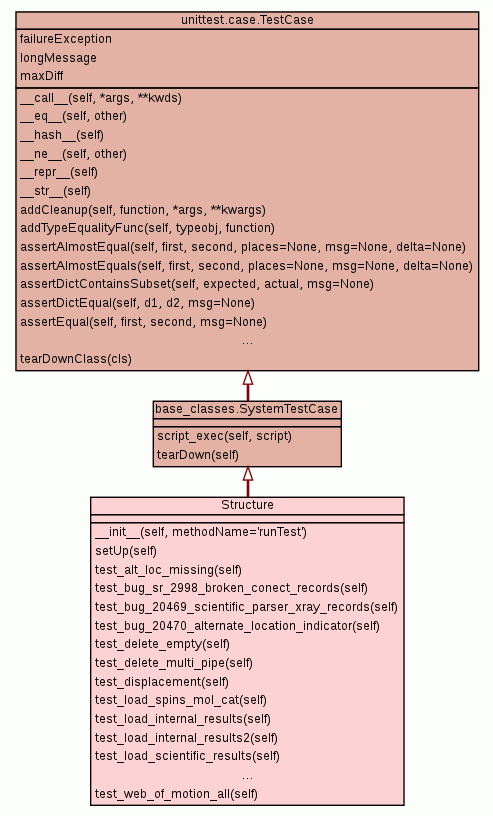 unittest.case.TestCase
failureException
longMessage
maxDiff
__call__(self, *args, **kwds)
__eq__(self, other)
__hash__(self)
__ne__(self, other)
__repr__(self)
__str__(self)
addCleanup(self, function, *args, **kwargs)
addTypeEqualityFunc(self, typeobj, function)
assertAlmostEqual(self, first, second, places=None, msg=None, delta=None)
assertAlmostEquals(self, first, second, places=None, msg=None, delta=None)
assertDictContainsSubset(self, expected, actual, msg=None)
assertDictEqual(self, d1, d2, msg=None)
assertEqual(self, first, second, msg=None)
...
tearDownClass(cls)
base_classes.SystemTestCase
script_exec(self, script)
tearDown(self)
Structure
__init__(self, methodName='runTest')
setUp(self)
test_alt_loc_missing(self)
test_bug_sr_2998_broken_conect_records(self)
test_bug_20469_scientific_parser_xray_records(self)
test_bug_20470_alternate_location_indicator(self)
test_delete_empty(self)
test_delete_multi_pipe(self)
test_displacement(self)
test_load_spins_mol_cat(self)
test_load_internal_results(self)
test_load_internal_results2(self)
test_load_scientific_results(self)
...
test_web_of_motion_all(self)